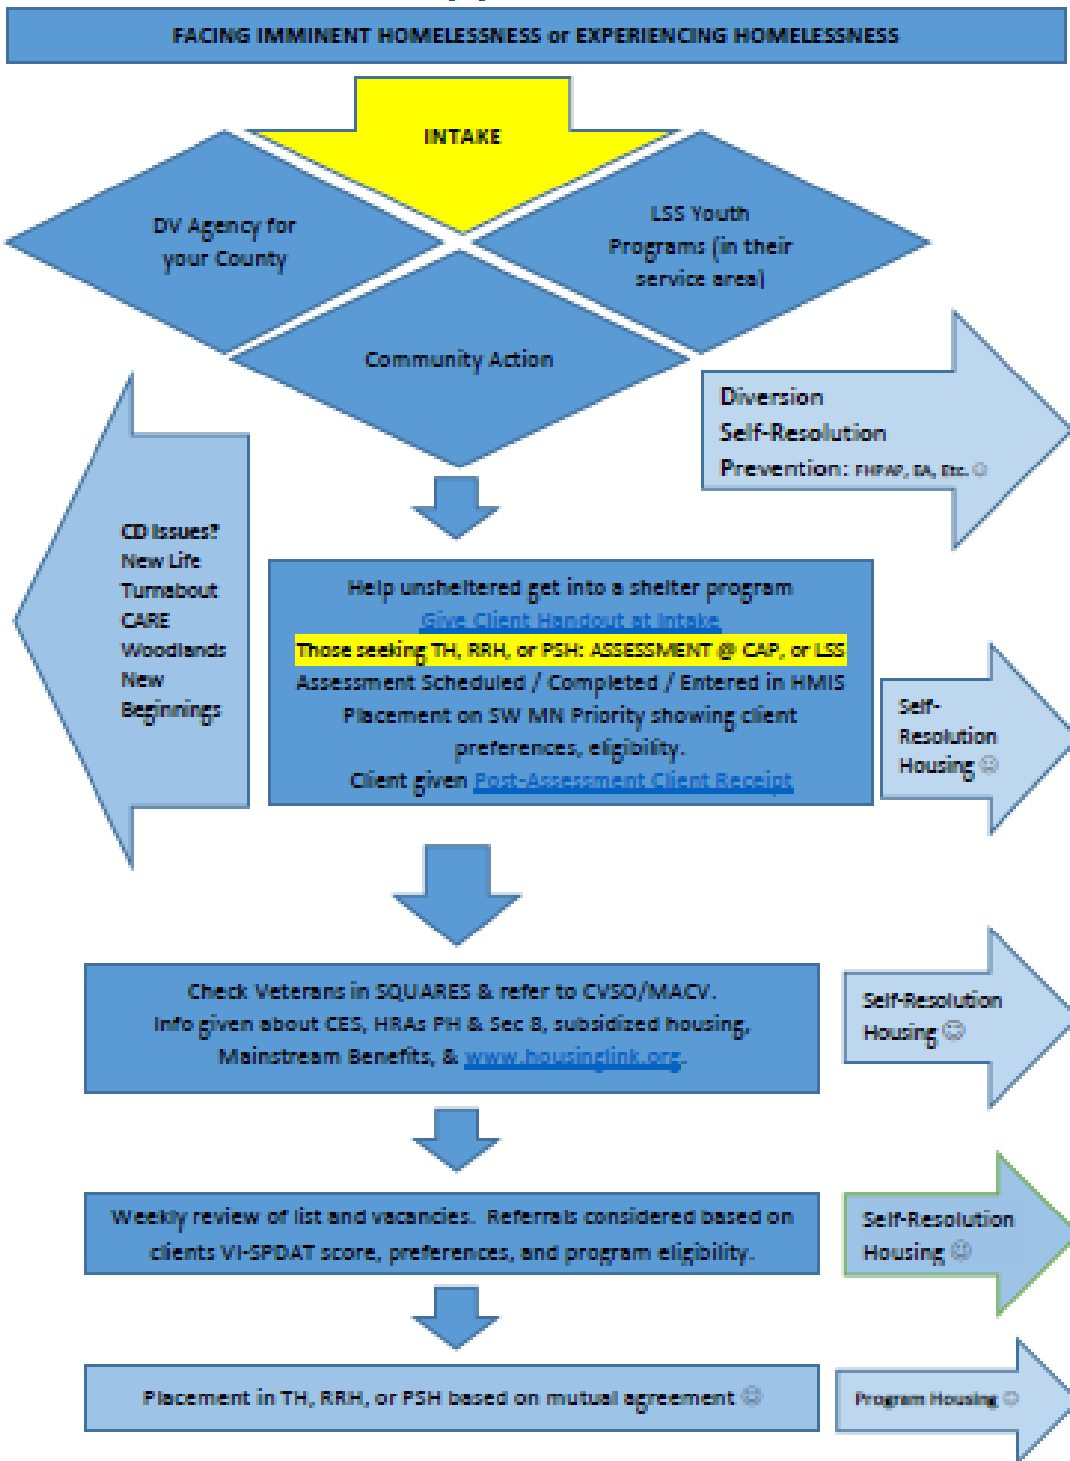 FACING IMMINENT HOMELESSNESS or EXPERIENCING HOMELESSNESS
INTAKE
DV Agency for
your County
LSS Youth
Programs (in their
service area)
Community Action
Diversion
Self-Resolution
Prevention: FHPAP, EA, Etc. ☺
CD Issues?
New Life
Turnabout
CARE
Woodlands
New
Beginnings
Help unsheltered get into a shelter program
Give Client Handout at Intake
Those seeking TH, RRH, or PSH: ASSESSMENT @ CAP, or LSS
Assessment Scheduled / Completed / Entered in HMIS
Placement on SW MN Priority showing client
preferences, eligibility.
Client given Post-Assessment Client Receipt
Self-
Resolution
Housing ☺
Check Veterans in SQUARES & refer to CVSO/MACV.
Info given about CES, HRAs PH & Sec 8, subsidized housing,
Mainstream Benefits, & www.housinglink.org.
Self-Resolution
Housing ☺
Weekly review of list and vacancies. Referrals considered based on
clients VI-SPDAT score, preferences, and program eligibility.
Self-Resolution
Housing ☺
Placement in TH, RRH, or PSH based on mutual agreement ☺
Program Housing ☺